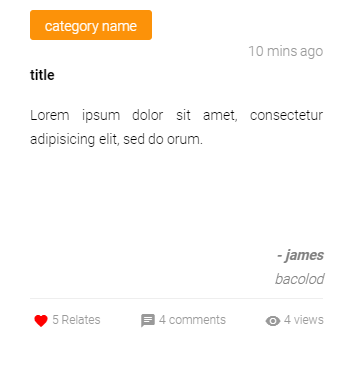 category name
10 mins ago
title
Lorem ipsum dolor sit amet, consectetur
adipisicing elit, sed do orum.
- james
bacolod
5 Relates 4 comments 4 views